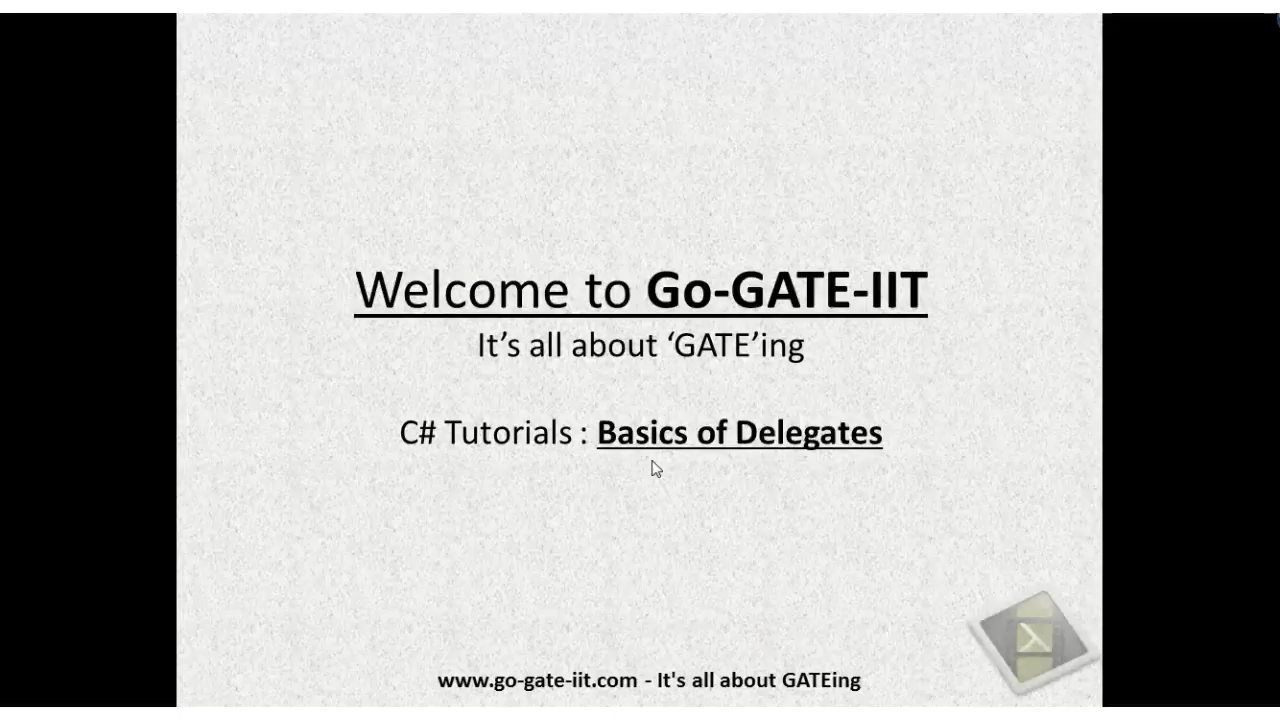 Welcome to Go-GATE-IIT
It’s all about ‘GATE’ing
C# Tutorials : Basics of Delegates
www.go-gate-iit.com - It's all about GATEing